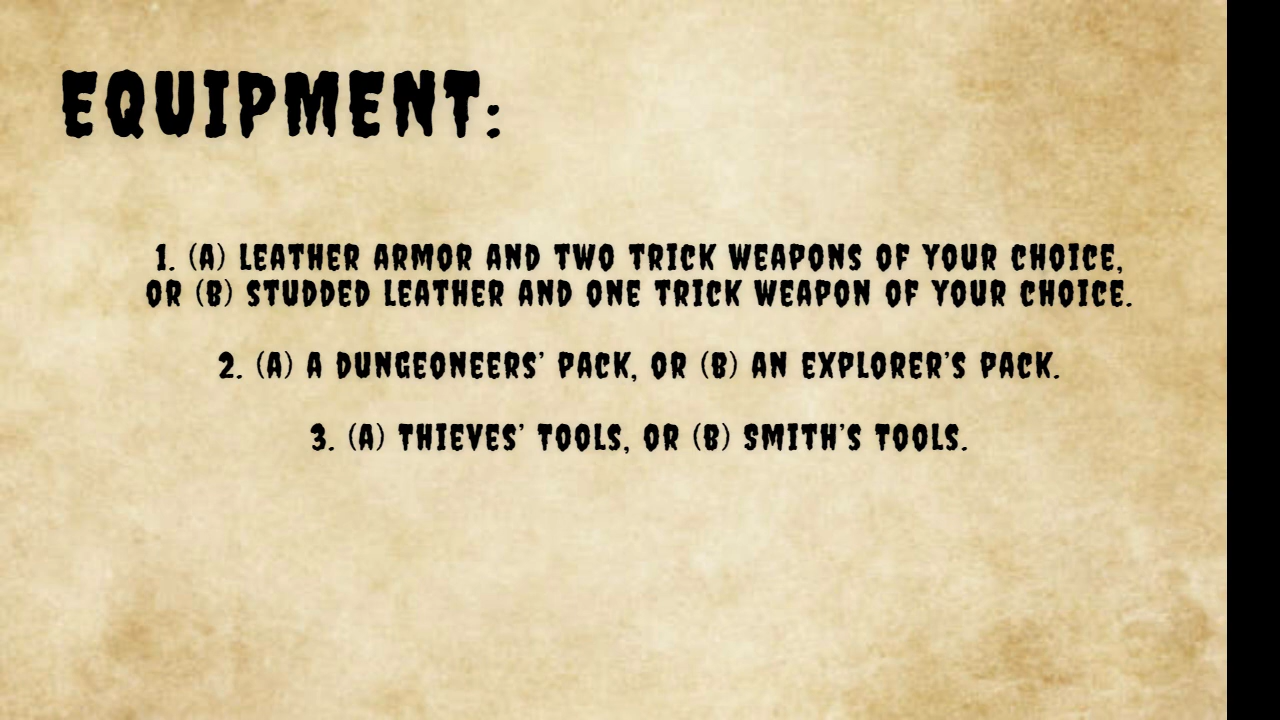 EQUIPMENT:
1. (A) LEATHER ARMOR AND TWO TRICK WEAPONS OF YOUR CHOICE,
OR (B) STUDDED LEATHER AND ONE TRICK WEAPON OF YOUR CHOICE.
2. (A) A DUNGEONEERS' PACK, OR (B) AN EXPLORER'S PACK.
3. (A) THIEVES' TOOLS, OR (B) SMITH'S TOOLS.